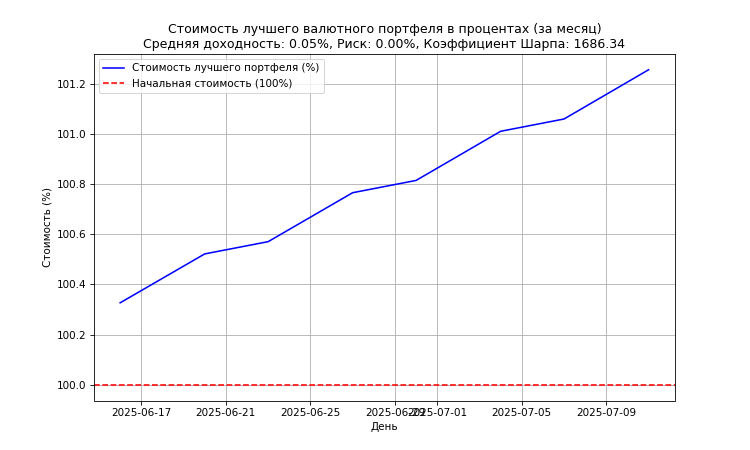 Стоимость лучшего валютного портфеля в процентах (за месяц)
Средняя доходность: 0.05%, Риск: 0.00%, Коэффициент Шарпа: 1686.34
Стоимость лучшего портфеля (%)
Начальная стоимость (100%)
Стоимость (%)
101.2
101.0
100.8
100.6
100.4
100.2
100.0
2025-06-17
2025-06-21
2025-06-25
2025-06-29
2025-07-01
2025-07-05
2025-07-09
День